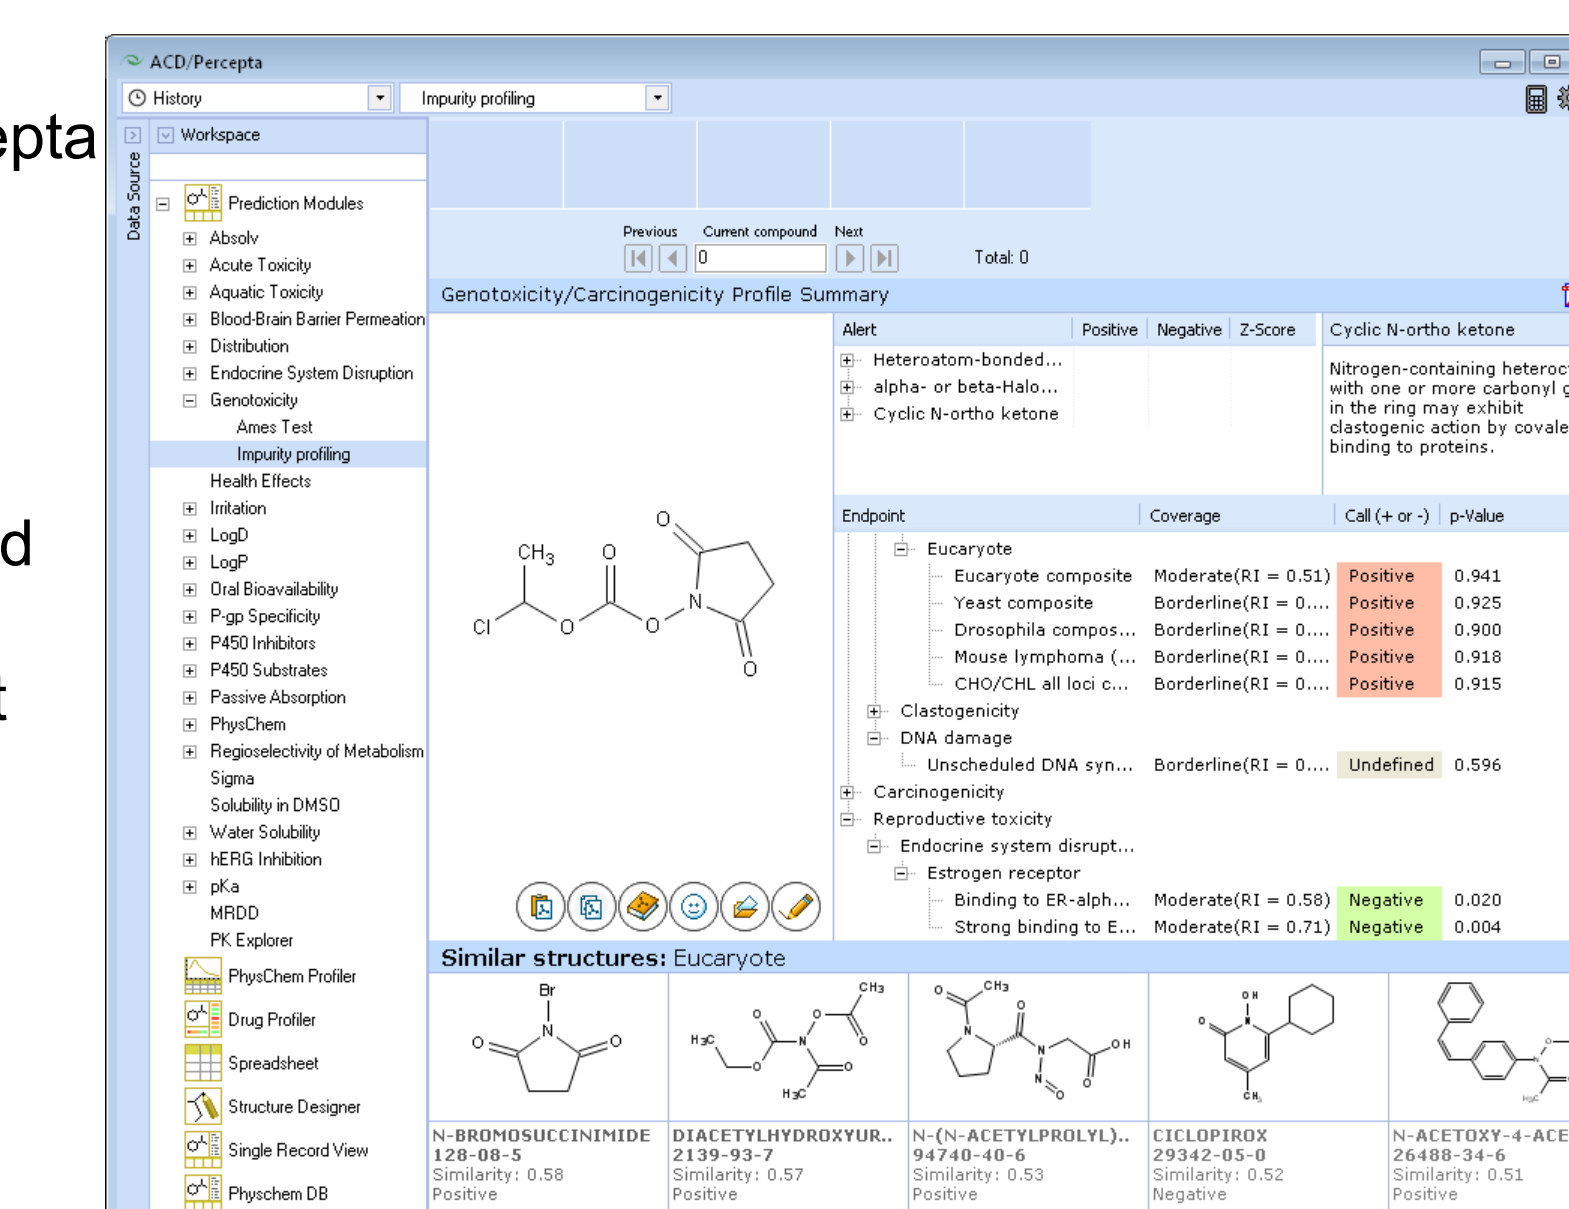 epta
d
t
ACD/Percepta
History
Impurity profiling
Data Source
Workspace
Prediction Modules
Absolv
Acute Toxicity
Aquatic Toxicity
Blood-Brain Barrier Permeation
Distribution
Endocrine System Disruption
Genotoxicity
Ames Test
Impurity profiling
Health Effects
Irritation
LogD
LogP
Oral Bioavailability
P-gp Specificity
P450 Inhibitors
P450 Substrates
Passive Absorption
PhysChem
Regioselectivity of Metabolism
Sigma
Solubility in DMSO
Water Solubility
hERG Inhibition
pKa
MRDD
PK Explorer
PhysChem Profiler
Drug Profiler
Spreadsheet
Structure Designer
Single Record View
Physchem DB
Previous Current compound Next
0 Total: 0
Genotoxicity/Carcinogenicity Profile Summary
CH3 O O
Cl O O N
O
Alert Positive Negative Z-Score
Heteroatom-bonded...
alpha- or beta-Halo...
Cyclic N-ortho ketone
Cyclic N-ortho ketone
Nitrogen-containing heteroc
with one or more carbonyl g
in the ring may exhibit
clastogenic action by covale
binding to proteins.
Endpoint Coverage Call (+ or -) p-Value
Eucaryote
Eucaryote composite Moderate(RI = 0.51) Positive 0.941
Yeast composite Borderline(RI = 0.... Positive 0.925
Drosophila compos... Borderline(RI = 0.... Positive 0.900
Mouse lymphoma (... Borderline(RI = 0.... Positive 0.918
CHO/CHL all loci c... Borderline(RI = 0.... Positive 0.915
Clastogenicity
DNA damage
Unscheduled DNA syn... Borderline(RI = 0.... Undefined 0.596
Carcinogenicity
Reproductive toxicity
Endocrine system disrupt...
Estrogen receptor
Binding to ER-alph... Moderate(RI = 0.58) Negative 0.020
Strong binding to E... Moderate(RI = 0.71) Negative 0.004
Similar structures: Eucaryote
Br
N
O O
CH3
O O
H3C N O
O O
H3C
O CH3
O
N
N OH
N O
O
OH
O N
CH3
O
N
H3C
N-BROMOSUCCINIMIDE
128-08-5
Similarity: 0.58
Positive
DIACETYLHYDROXYUR..
2139-93-7
Similarity: 0.57
Positive
N-(N-ACETYLPROLYL)..
94740-40-6
Similarity: 0.53
Positive
CICLOPIROX
29342-05-0
Similarity: 0.52
Negative
N-ACETOXY-4-ACE
26488-34-6
Similarity: 0.51
Positive